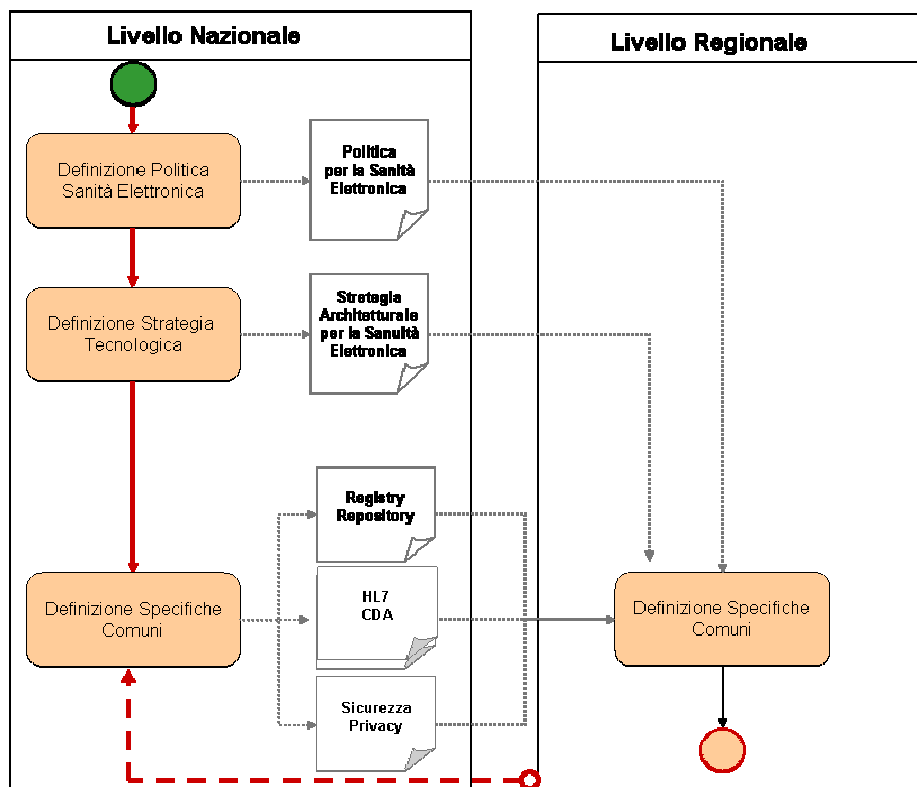 Livello Nazionale
Livello Regionale
Definizione Politica
Sanità Elettronica
Politica
per la Sanità
Elettronica
Definizione Strategia
Tecnologica
Strategia
Architetturale
per la Sanuità
Elettronica
Registry
Repository
Definizione Specifiche
Comuni
HL7
CDA
Definizione Specifiche
Comuni
Sicurezza
Privacy